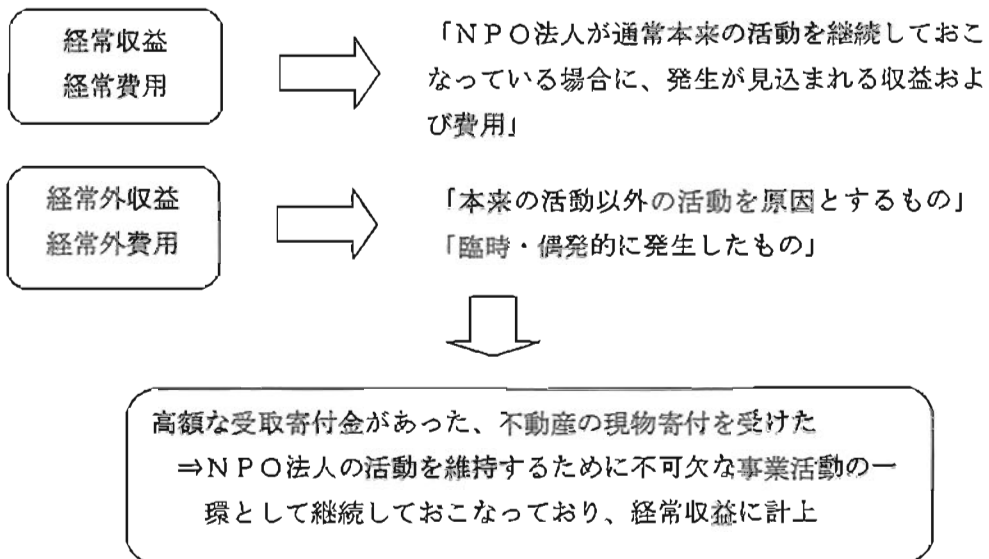 経常収益
経常費用
「ＮＰＯ法人が通常本来の活動を継続しておこ
なっている場合に、発生が見込まれる収益およ
び費用」
経常外収益
経常外費用
「本来の活動以外の活動を原因とするもの」
「臨時・偶発的に発生したもの」
高額な受取寄付金があった、不動産の現物寄付を受けた
⇒ＮＰＯ法人の活動を維持するために不可欠な事業活動の一
環として継続しておこなっており、経常収益に計上